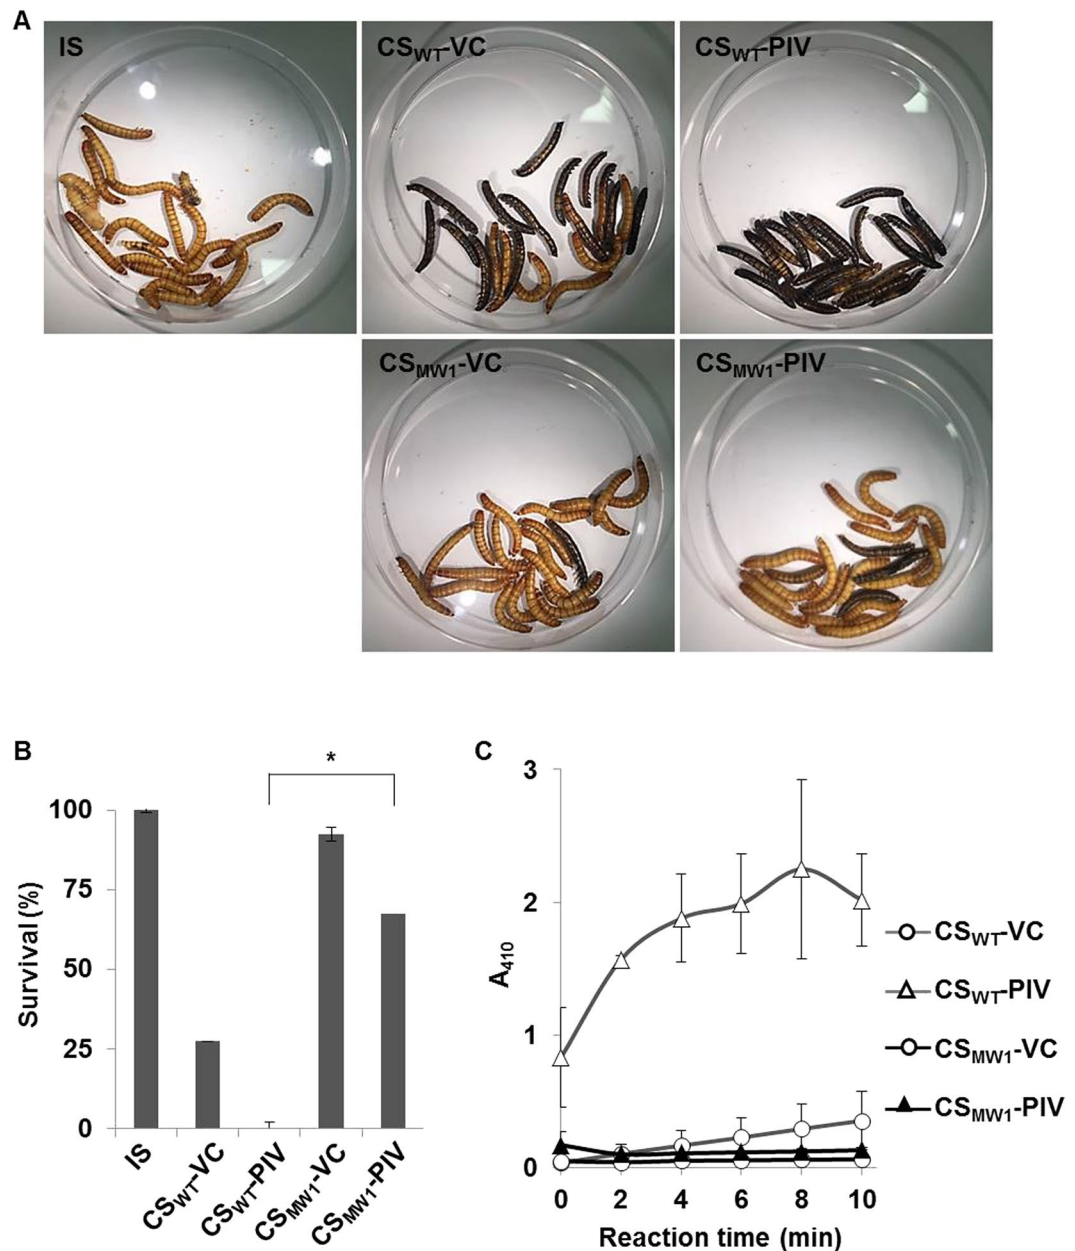 A
IS
CSWT-VC
CSWT-PIV
CSMW1-VC
CSMW1-PIV
B
*
Survival (%)
100
75
50
25
0
IS
CSWT-VC
CSWT-PIV
CSMW1-VC
CSMW1-PIV
C
A410
3
2
1
0
0 2 4 6 8 10
Reaction time (min)
CSWT-VC
CSWT-PIV
CSMW1-VC
CSMW1-PIV